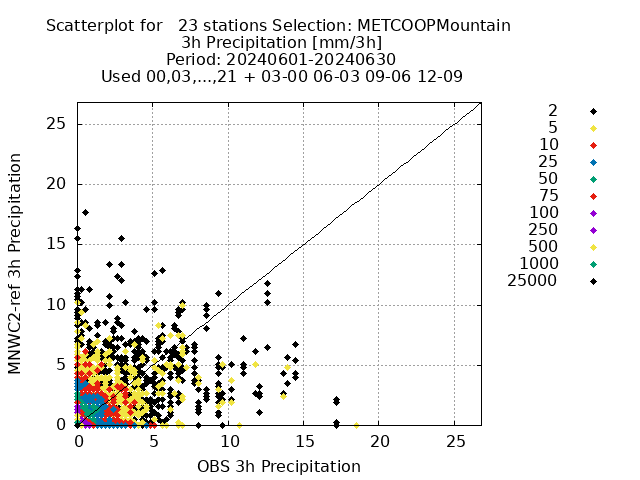 Scatterplot for   23 stations Selection: METCOOPMountain
3h Precipitation [mm/3h]
Period: 20240601-20240630
Used 00,03,...,21 + 03-00 06-03 09-06 12-09
MNWC2-ref 3h Precipitation
25
20
15
10
5
0
0 5 10 15 20 25
OBS 3h Precipitation
2
5
10
25
50
75
100
250
500
1000
25000